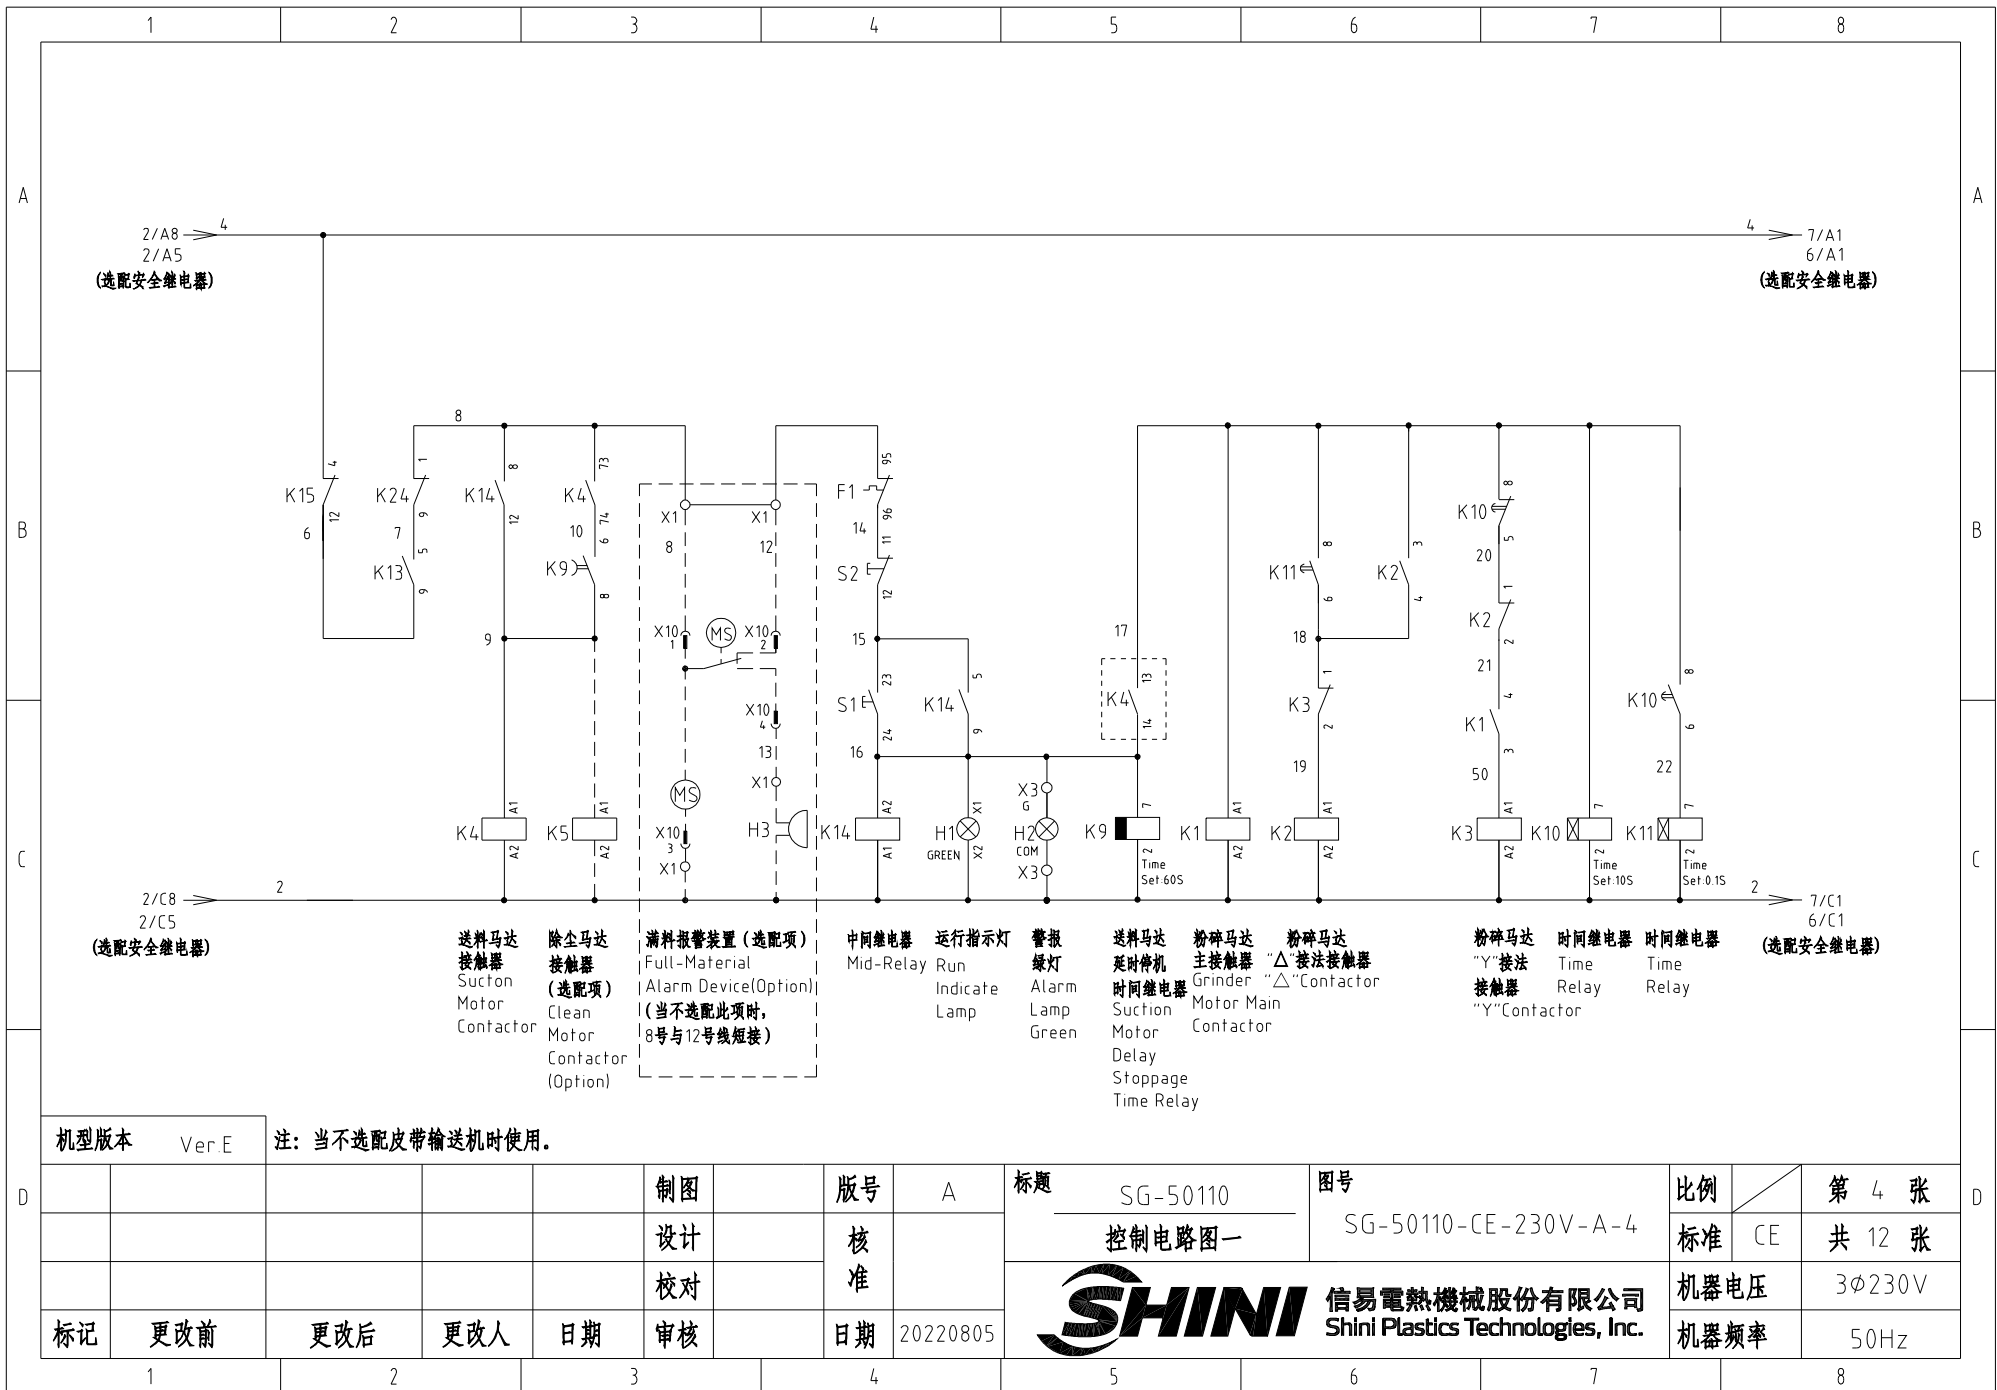 1 2 3 4 5 6 7 8
A A
2/A8 4 4 7/A1
2/A5 6/A1
(选配安全继电器) (选配安全继电器)
8
K15 4 12 6
K24 1 9 7
K13 5 9
K14 8 12 9
K4 73 74 10
K9 6 8
X1 X1
8 12
X10 1 MS X10 2
X10 4
13
X1
MS
X10 3
X1
H3
F1 95 96 14
S2 11 12
15
S1 23 24
K14 5 9
16
17
K4 13 14
K11 8 6
K2 3 4
18
K3 1 2
19
K10 8 5
20
K2 1 2
21
K1 4 3
50
K10 8 6
22
B B
K4 A1 A2
K5 A1 A2
K14 A2 A1
H1 X1 X2
GREEN
X3
G
H2
COM
X3
K9 7 2
Time
Set:60S
K1 A1 A2
K2 A1 A2
K3 A1 A2
K10 7 2
Time
Set:10S
K11 7 2
Time
Set:0.1S
C C
2/C8 2 2 7/C1
2/C5 6/C1
(选配安全继电器) (选配安全继电器)
送料马达
接触器
Sucton
Motor
Contactor
除尘马达
接触器
(选配项)
Clean
Motor
Contactor
(Option)
满料报警装置(选配项)
Full-Material
Alarm Device(Option)
(当不选配此项时,
8号与12号线短接)
中间继电器
Mid-Relay
运行指示灯
Run
Indicate
Lamp
警报
绿灯
Alarm
Lamp
Green
送料马达
延时停机
时间继电器
Suction
Motor
Delay
Stoppage
Time Relay
粉碎马达
主接触器
Grinder
Motor Main
Contactor
粉碎马达
"△"接法接触器
"△"Contactor
粉碎马达
"Y"接法
接触器
"Y"Contactor
时间继电器
Time
Relay
时间继电器
Time
Relay
机型版本 Ver.E 注: 当不选配皮带输送机时使用。
D D
制图 版号 A 标题 SG-50110 图号 比例 第 4 张
设计 核准 控制电路图一 SG-50110-CE-230V-A-4 标准 CE 共 12 张
校对 SHINI 信易電熱機械股份有限公司 机器电压 3Φ230V
标记 更改前 更改后 更改人 日期 审核 日期 20220805 Shini Plastics Technologies, Inc. 机器频率 50Hz
1 2 3 4 5 6 7 8